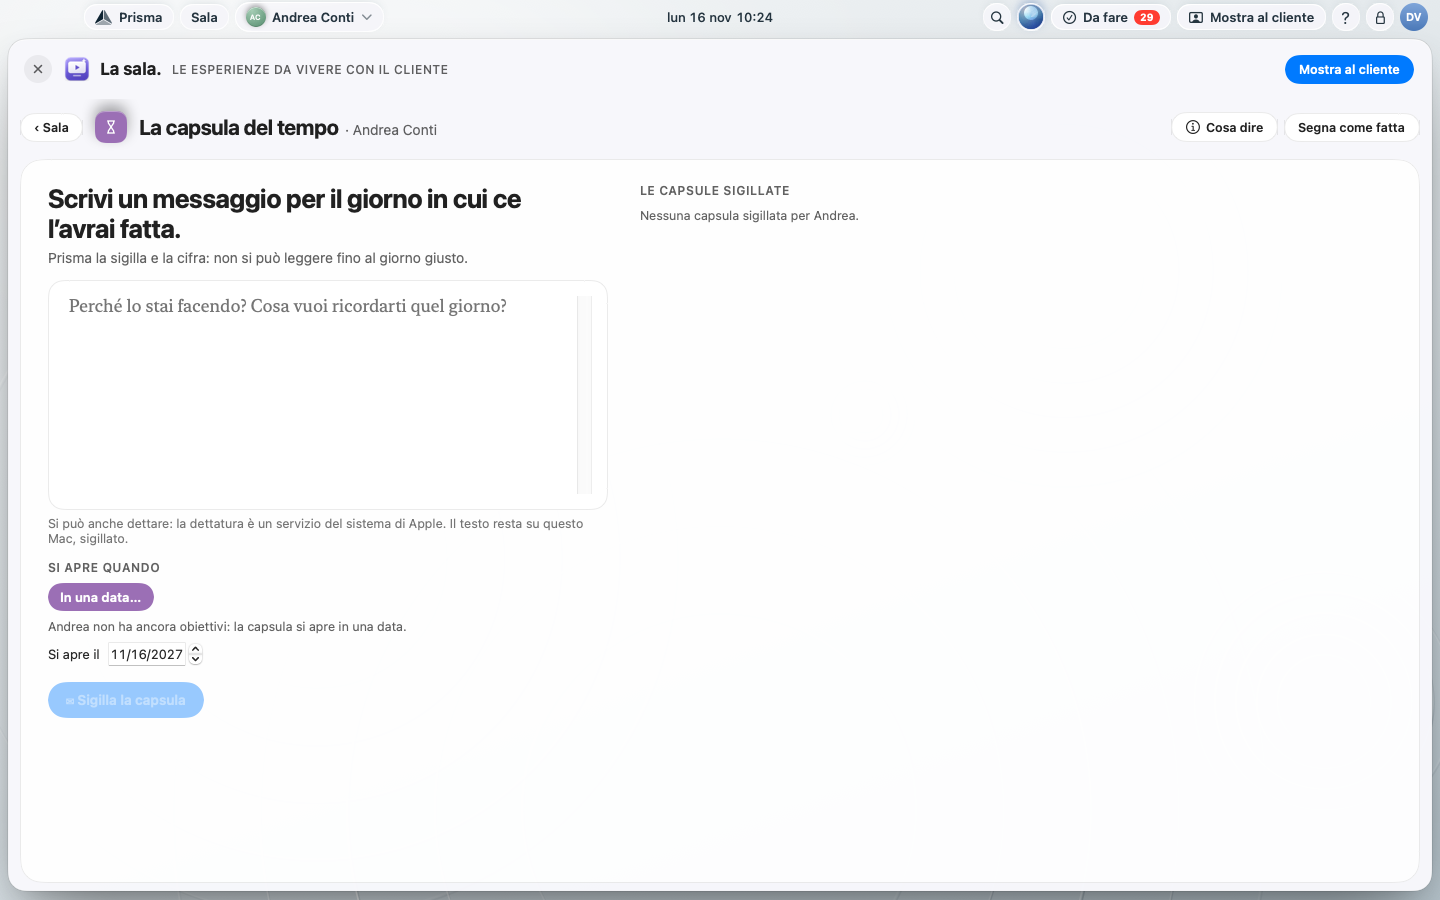 Prisma
Sala
AC Andrea Conti
lun 16 nov 10:24
Da fare 29
Mostra al cliente
?
DV
La sala. LE ESPERIENZE DA VIVERE CON IL CLIENTE
Mostra al cliente
‹ Sala
La capsula del tempo · Andrea Conti
Cosa dire
Segna come fatta
Scrivi un messaggio per il giorno in cui ce
l’avrai fatta.
Prisma la sigilla e la cifra: non si può leggere fino al giorno giusto.
Perché lo stai facendo? Cosa vuoi ricordarti quel giorno?
Si può anche dettare: la dettatura è un servizio del sistema di Apple. Il testo resta su questo
Mac, sigillato.
SI APRE QUANDO
In una data...
Andrea non ha ancora obiettivi: la capsula si apre in una data.
Si apre il 11/16/2027
Sigilla la capsula
LE CAPSULE SIGILLATE
Nessuna capsula sigillata per Andrea.